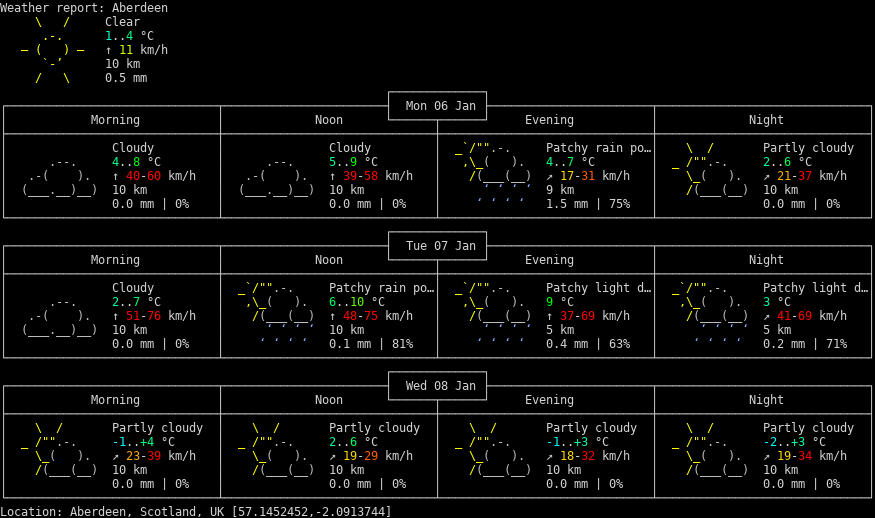 Weather report: Aberdeen
Clear
1..4 °C
↑ 11 km/h
10 km
0.5 mm
Mon 06 Jan
Morning Noon Evening Night
Cloudy Cloudy Patchy rain po… Partly cloudy
4..8 °C 5..9 °C 4..7 °C 2..6 °C
↑ 40-60 km/h ↑ 39-58 km/h ↗ 17-31 km/h ↗ 21-37 km/h
10 km 10 km 9 km 10 km
0.0 mm | 0% 0.0 mm | 0% 1.5 mm | 75% 0.0 mm | 0%
Tue 07 Jan
Morning Noon Evening Night
Cloudy Patchy rain po… Patchy light d… Patchy light d…
2..7 °C 6..10 °C 9 °C 3 °C
↑ 51-76 km/h ↑ 48-75 km/h ↑ 37-69 km/h ↗ 41-69 km/h
10 km 10 km 5 km 5 km
0.0 mm | 0% 0.1 mm | 81% 0.4 mm | 63% 0.2 mm | 71%
Wed 08 Jan
Morning Noon Evening Night
Partly cloudy Partly cloudy Partly cloudy Partly cloudy
-1..+4 °C 2..6 °C -1..+3 °C -2..+3 °C
↗ 23-39 km/h ↗ 19-29 km/h ↗ 18-32 km/h ↗ 19-34 km/h
10 km 10 km 10 km 10 km
0.0 mm | 0% 0.0 mm | 0% 0.0 mm | 0% 0.0 mm | 0%
Location: Aberdeen, Scotland, UK [57.1452452,-2.0913744]